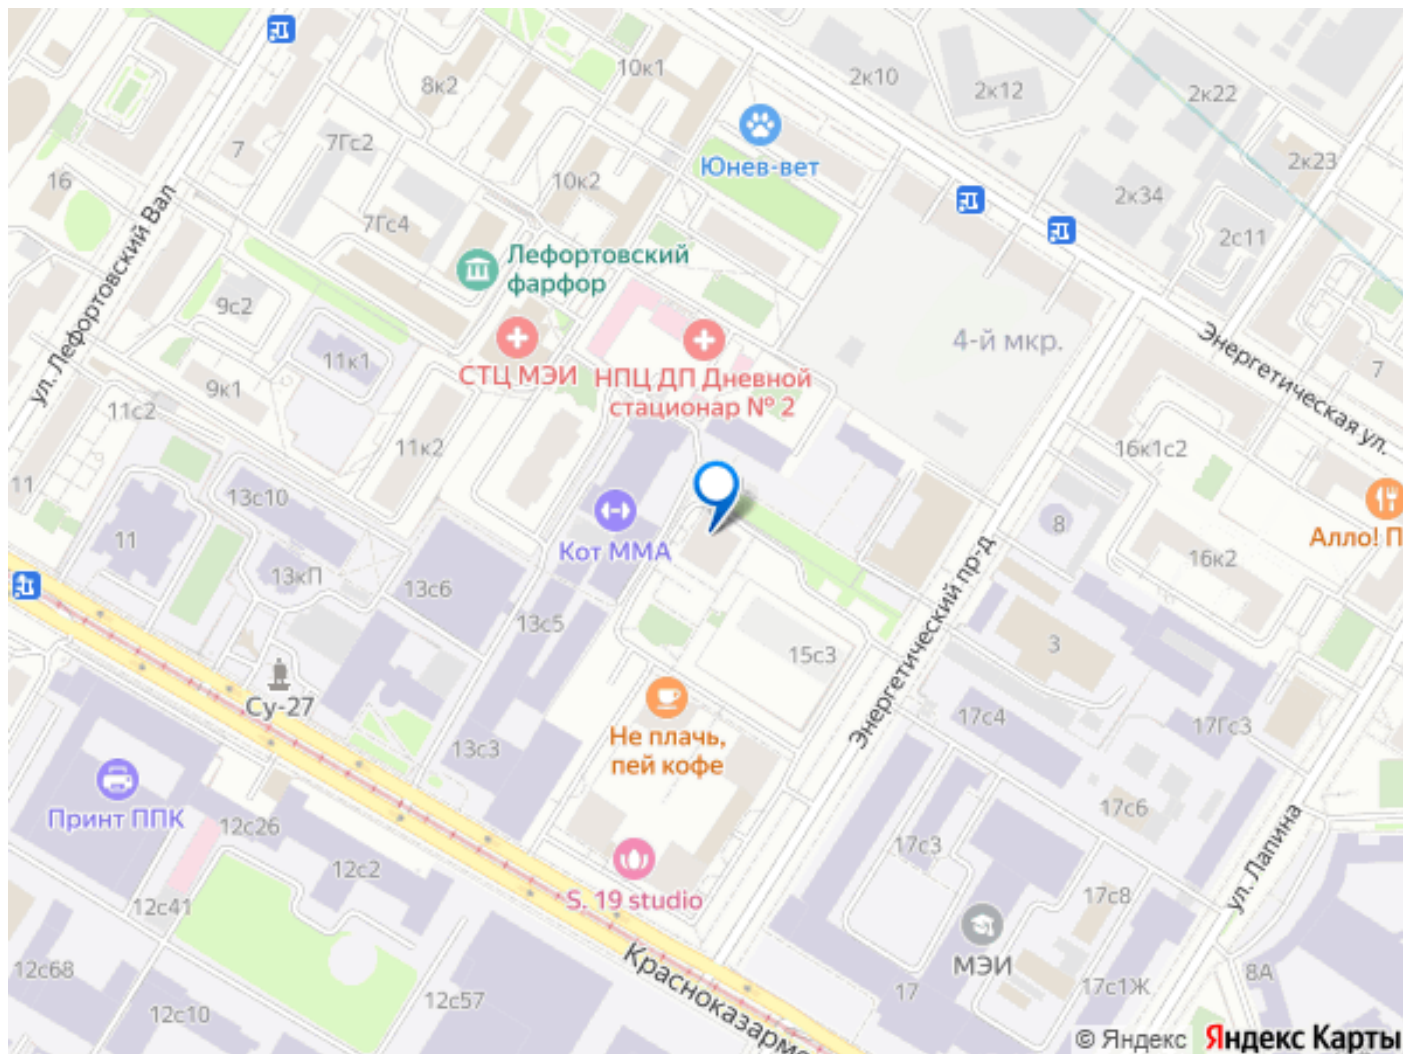 10к1
8к2
2к10
2к12
2к22
7
7Гс2
Юнев-вет
2к23
16
10к2
2к34
7Гс4
2с11
ул. Лефортовский Вал
Лефортовский
фарфор
9с2
4-й мкр.
Энергетическая ул.
11к1
СТЦ МЭИ
НПЦ ДП Дневной
стационар № 2
7
9к1
11с2
11к2
16к1с2
11
13с10
8
11
Кот ММА
Алло! П
16к2
13кП
13с6
13с5
Энергетический пр-д
15с3
3
Су-27
17с4
17Гс3
Не плачь,
пей кофе
13с3
Принт ППК
12с26
17с6
17с3
12с2
ул. Лапина
S. 19 studio
17с8
12с41
МЭИ
Красноказарме
12с68
12с57
17
17с1Ж
8А
12с10
© Яндекс Яндекс Карты